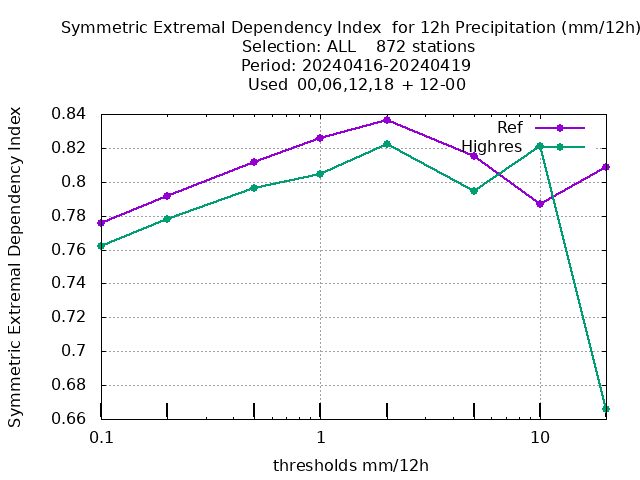 Symmetric Extremal Dependency Index  for 12h Precipitation (mm/12h)
Selection: ALL    872 stations
Period: 20240416-20240419
Used  00,06,12,18 + 12-00
Symmetric Extremal Dependency Index
0.84
0.82
0.8
0.78
0.76
0.74
0.72
0.7
0.68
0.66
Ref
Highres
0.1
1
10
thresholds mm/12h